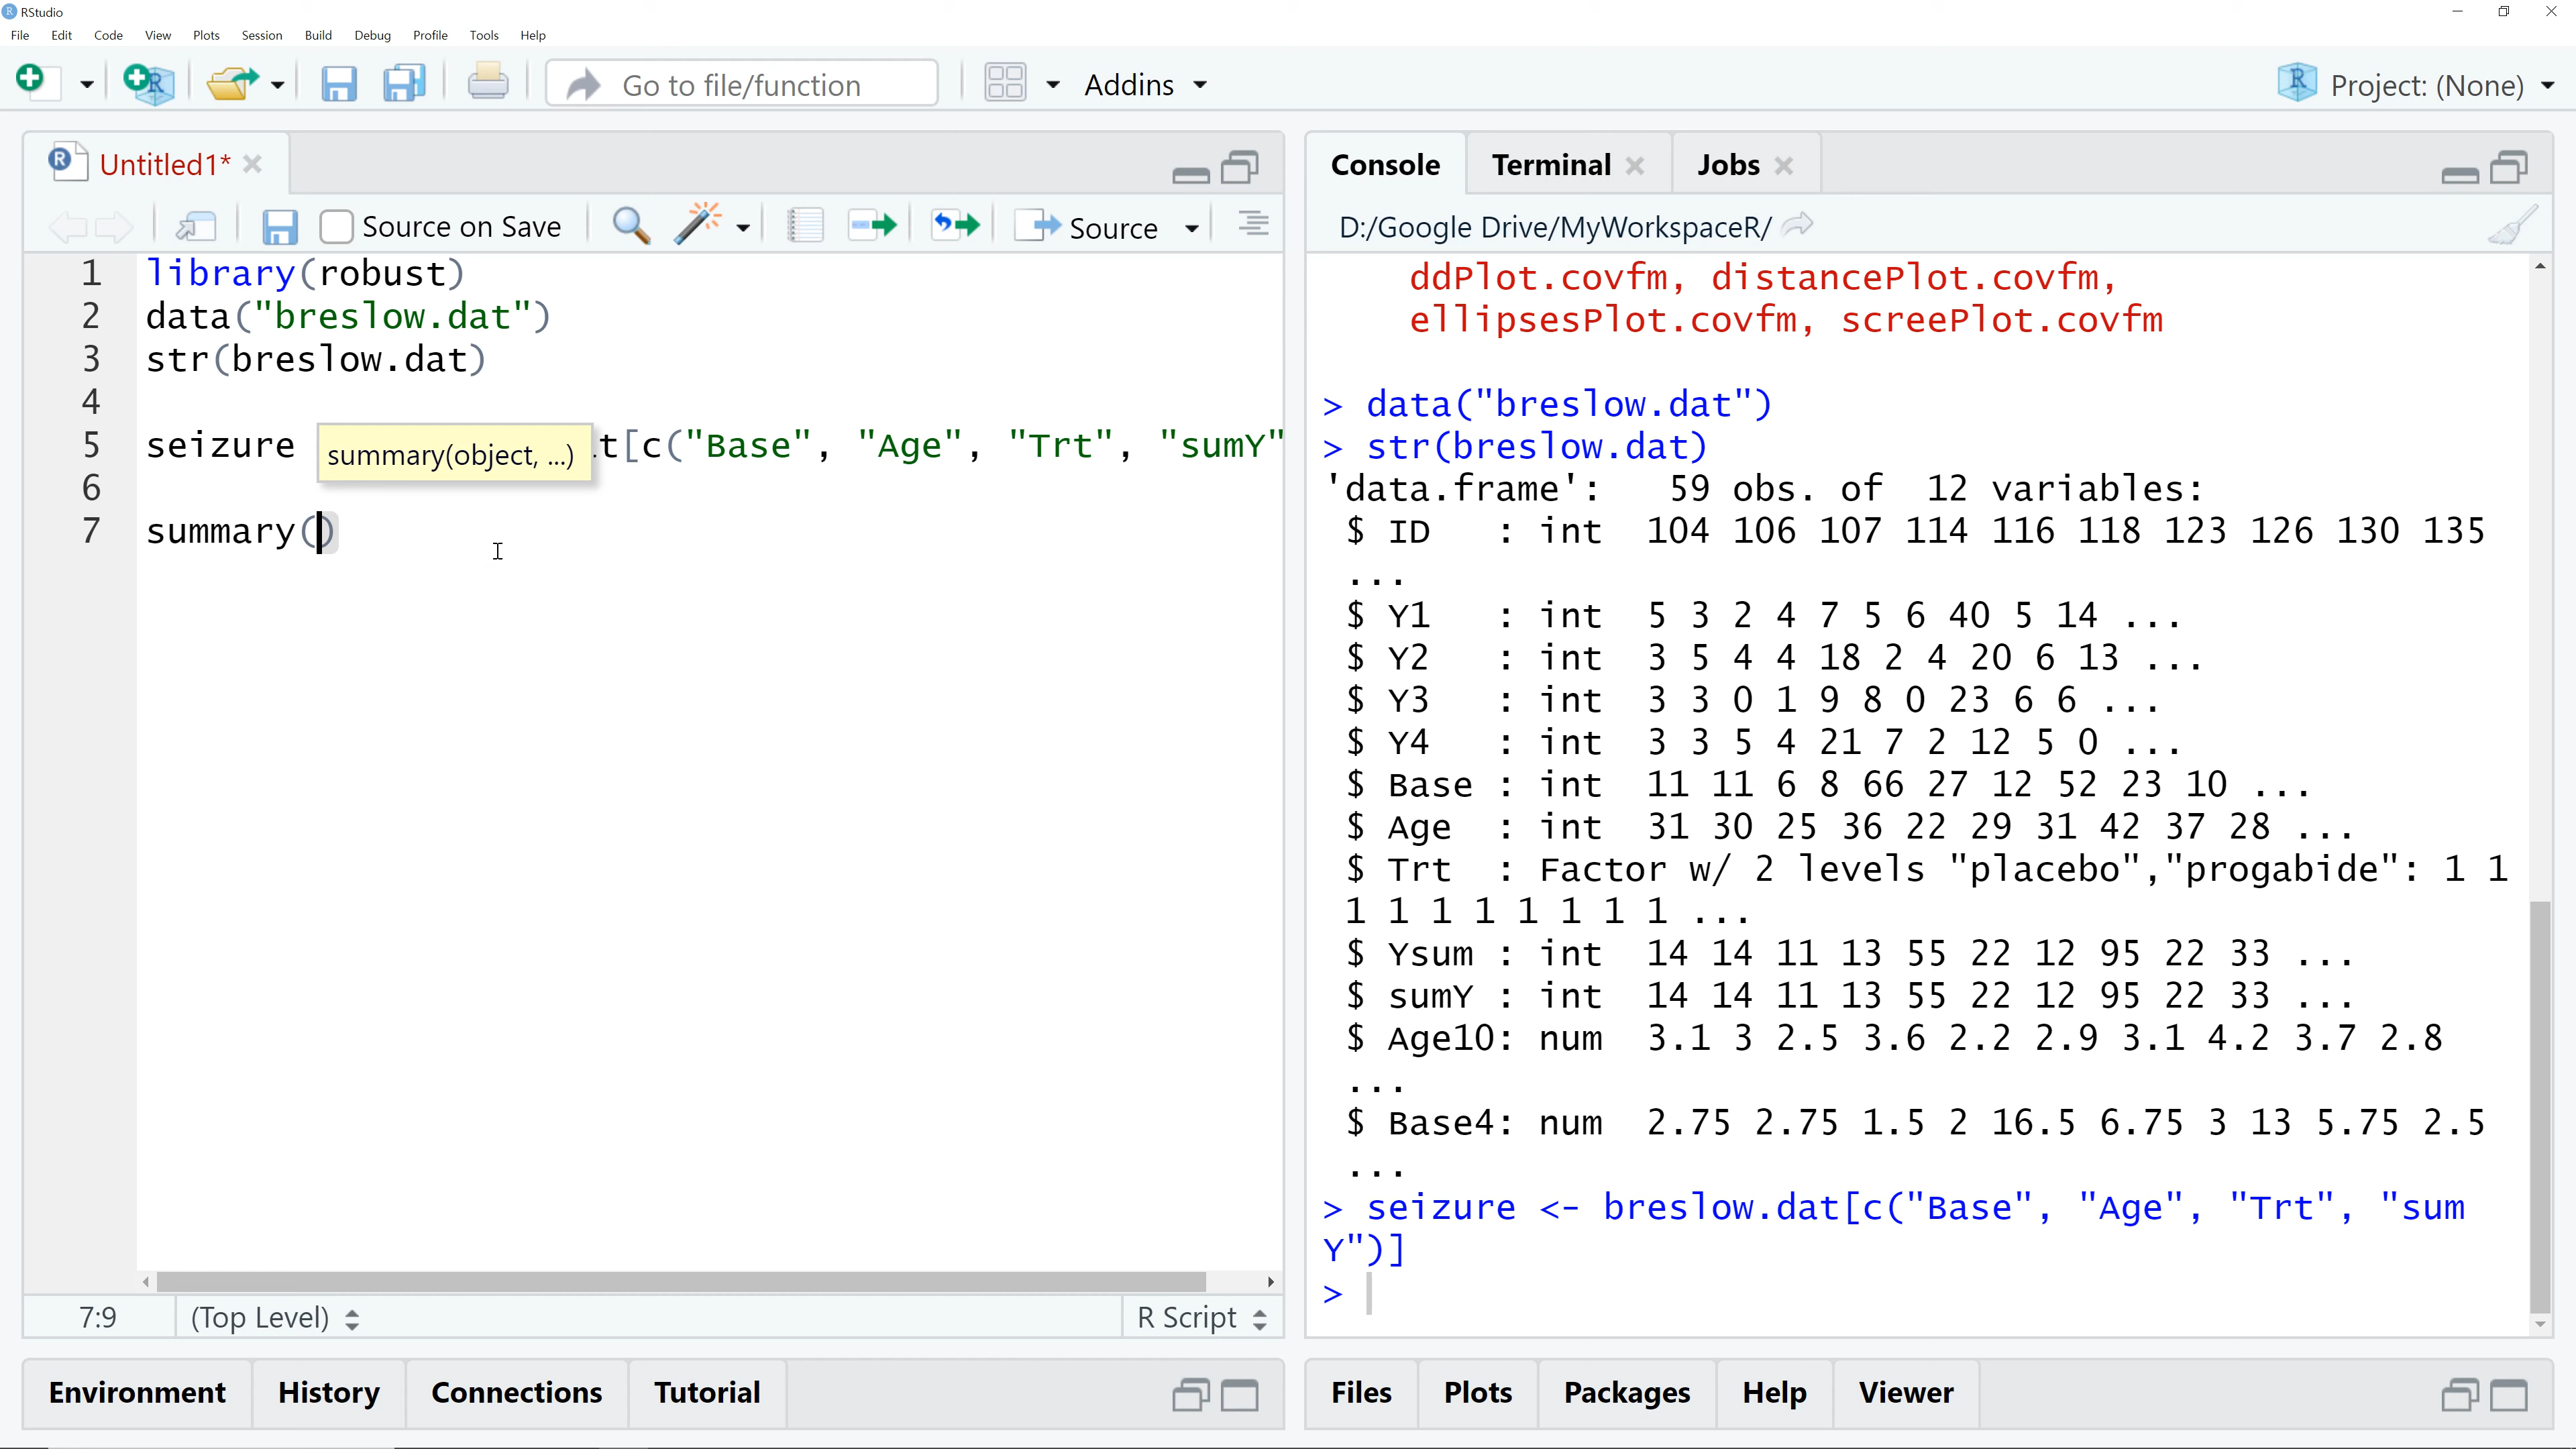 RStudio
File Edit Code View Plots Session Build Debug Profile Tools Help
Go to file/function Addins Project: (None)
Untitled1*
Source on Save Source
1 library(robust)
2 data("breslow.dat")
3 str(breslow.dat)
4
5 seizure t[c("Base", "Age", "Trt", "sumY"
summary(object, ...)
6
7 summary()
7:9 (Top Level) R Script
Environment History Connections Tutorial
Console Terminal Jobs
D:/Google Drive/MyWorkspaceR/
ddPlot.covfm, distancePlot.covfm,
ellipsesPlot.covfm, screePlot.covfm
> data("breslow.dat")
> str(breslow.dat)
'data.frame': 59 obs. of 12 variables:
$ ID : int 104 106 107 114 116 118 123 126 130 135
...
$ Y1 : int 5 3 2 4 7 5 6 40 5 14 ...
$ Y2 : int 3 5 4 4 18 2 4 20 6 13 ...
$ Y3 : int 3 3 0 1 9 8 0 23 6 6 ...
$ Y4 : int 3 3 5 4 21 7 2 12 5 0 ...
$ Base : int 11 11 6 8 66 27 12 52 23 10 ...
$ Age : int 31 30 25 36 22 29 31 42 37 28 ...
$ Trt : Factor w/ 2 levels "placebo","progabide": 1 1
1 1 1 1 1 1 1 1 ...
$ Ysum : int 14 14 11 13 55 22 12 95 22 33 ...
$ sumY : int 14 14 11 13 55 22 12 95 22 33 ...
$ Age10: num 3.1 3 2.5 3.6 2.2 2.9 3.1 4.2 3.7 2.8
...
$ Base4: num 2.75 2.75 1.5 2 16.5 6.75 3 13 5.75 2.5
...
> seizure <- breslow.dat[c("Base", "Age", "Trt", "sum
Y")]
>
Files Plots Packages Help Viewer